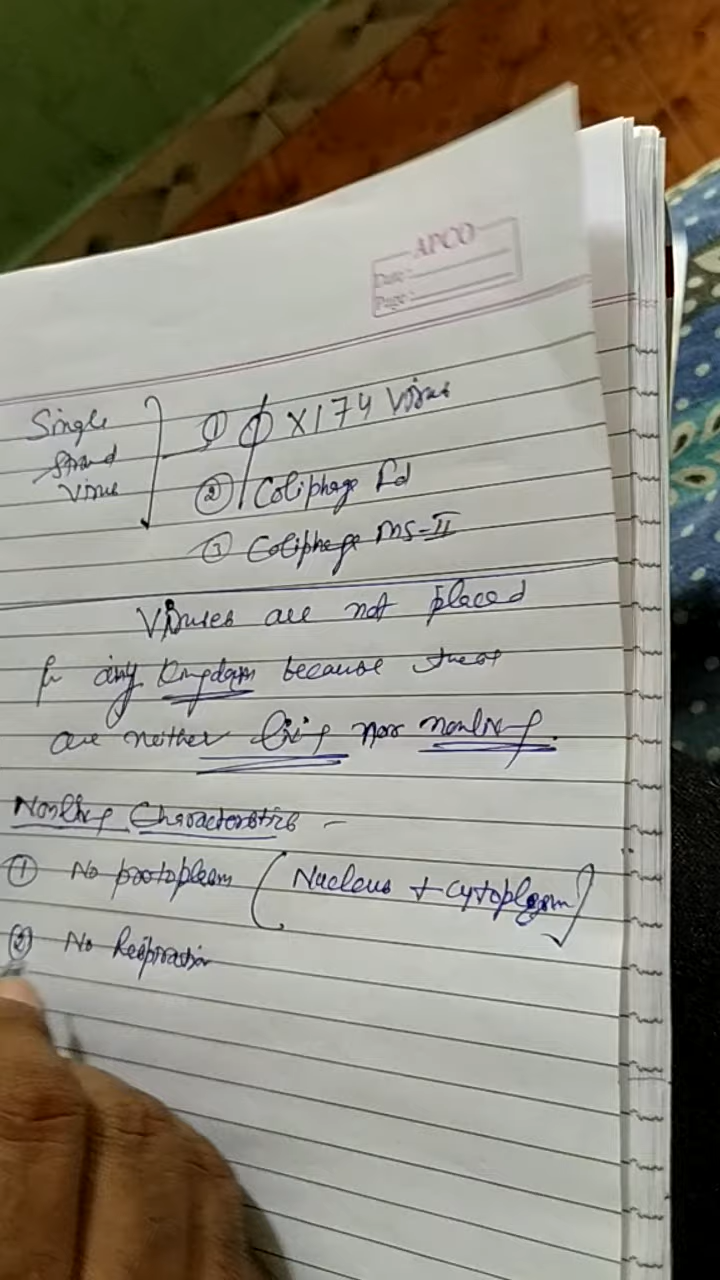 APCO
Date:
Page:
Single
Strand
Virus
① ϕ X174 Virus
② Coliphage Fd
③ Coliphage MS-II
Viruses are not placed
in any Kingdom because these
are neither living nor nonliving.
Nonliving Characteristics -
① No protoplasm (Nucleus + cytoplasm)
② No Respiration